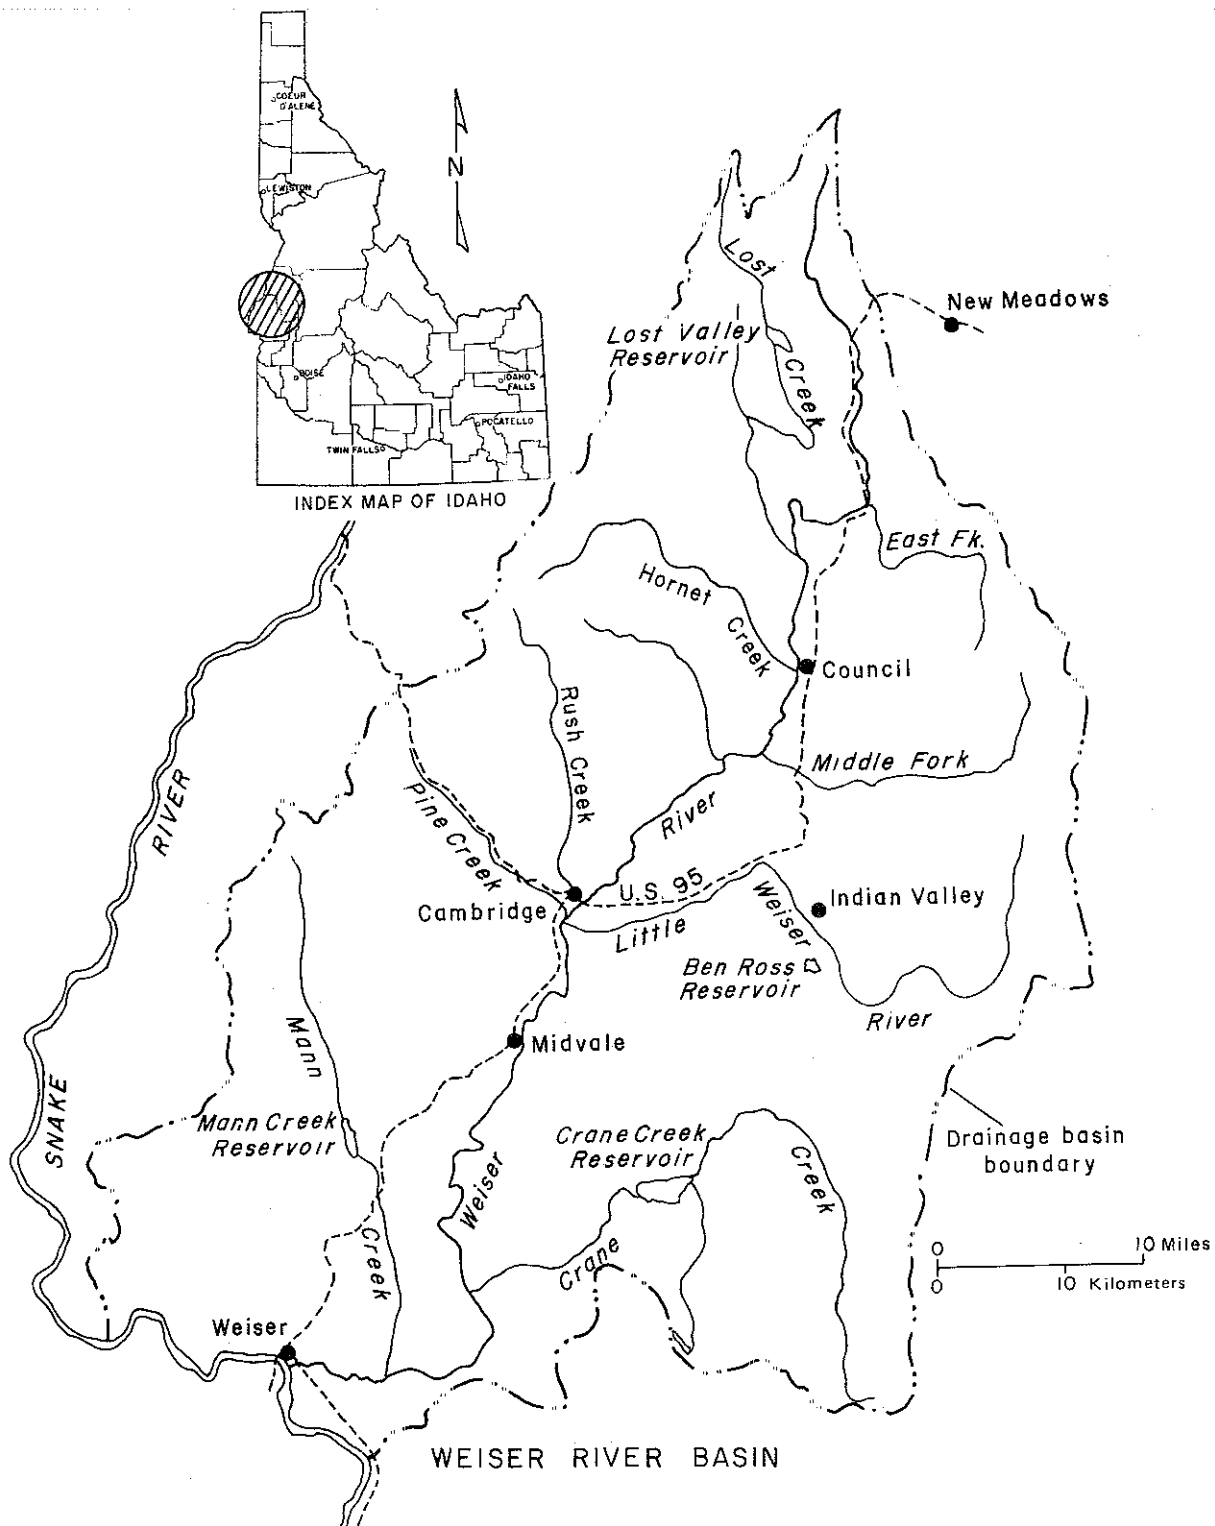 COEUR
D'ALENE
LEWISTON
BOISE
IDAHO
FALLS
POCATELLO
TWIN FALLS
INDEX MAP OF IDAHO
N
New Meadows
Lost
Creek
Lost Valley
Reservoir
East Fk.
Hornet
Creek
Council
Rush Creek
Middle Fork
Pine Creek
River
RIVER
U.S. 95
Cambridge
Little
Weiser
River
Indian Valley
Ben Ross
Reservoir
Midvale
Mann
Creek
SNAKE
Mann Creek
Reservoir
Crane Creek
Reservoir
Creek
Weiser
Crane
Drainage basin
boundary
0
10 Miles
0
10 Kilometers
Weiser
WEISER RIVER BASIN